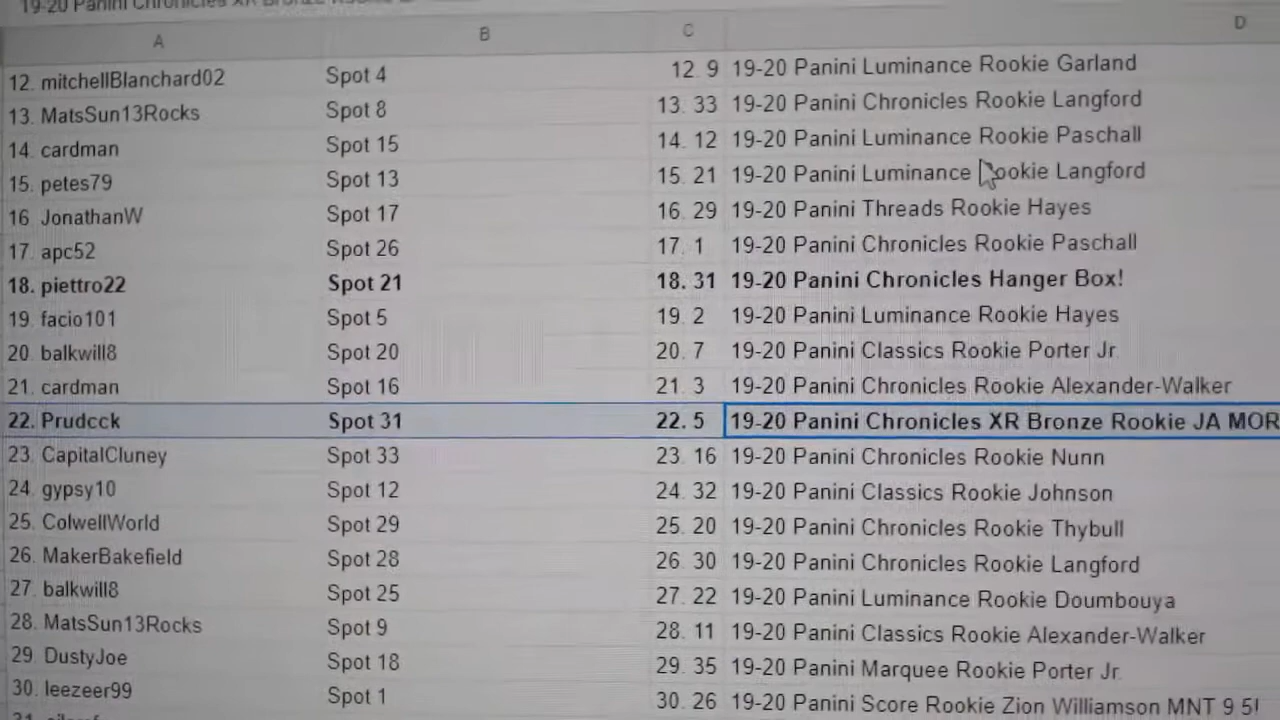 19-20 Panini Chronicles XR Bronze Rookie
A B C D
12. mitchellBlanchard02 Spot 4 12. 9 19-20 Panini Luminance Rookie Garland
13. MatsSun13Rocks Spot 8 13. 33 19-20 Panini Chronicles Rookie Langford
14. cardman Spot 15 14. 12 19-20 Panini Luminance Rookie Paschall
15. petes79 Spot 13 15. 21 19-20 Panini Luminance Rookie Langford
16. JonathanW Spot 17 16. 29 19-20 Panini Threads Rookie Hayes
17. apc52 Spot 26 17. 1 19-20 Panini Chronicles Rookie Paschall
18. piettro22 Spot 21 18. 31 19-20 Panini Chronicles Hanger Box!
19. facio101 Spot 5 19. 2 19-20 Panini Luminance Rookie Hayes
20. balkwill8 Spot 20 20. 7 19-20 Panini Classics Rookie Porter Jr.
21. cardman Spot 16 21. 3 19-20 Panini Chronicles Rookie Alexander-Walker
22. Prudcck Spot 31 22. 5 19-20 Panini Chronicles XR Bronze Rookie JA MOR
23. CapitalCluney Spot 33 23. 16 19-20 Panini Chronicles Rookie Nunn
24. gypsy10 Spot 12 24. 32 19-20 Panini Classics Rookie Johnson
25. ColwellWorld Spot 29 25. 20 19-20 Panini Chronicles Rookie Thybull
26. MakerBakefield Spot 28 26. 30 19-20 Panini Chronicles Rookie Langford
27. balkwill8 Spot 25 27. 22 19-20 Panini Luminance Rookie Doumbouya
28. MatsSun13Rocks Spot 9 28. 11 19-20 Panini Classics Rookie Alexander-Walker
29. DustyJoe Spot 18 29. 35 19-20 Panini Marquee Rookie Porter Jr.
30. leezeer99 Spot 1 30. 26 19-20 Panini Score Rookie Zion Williamson MNT 9 5!